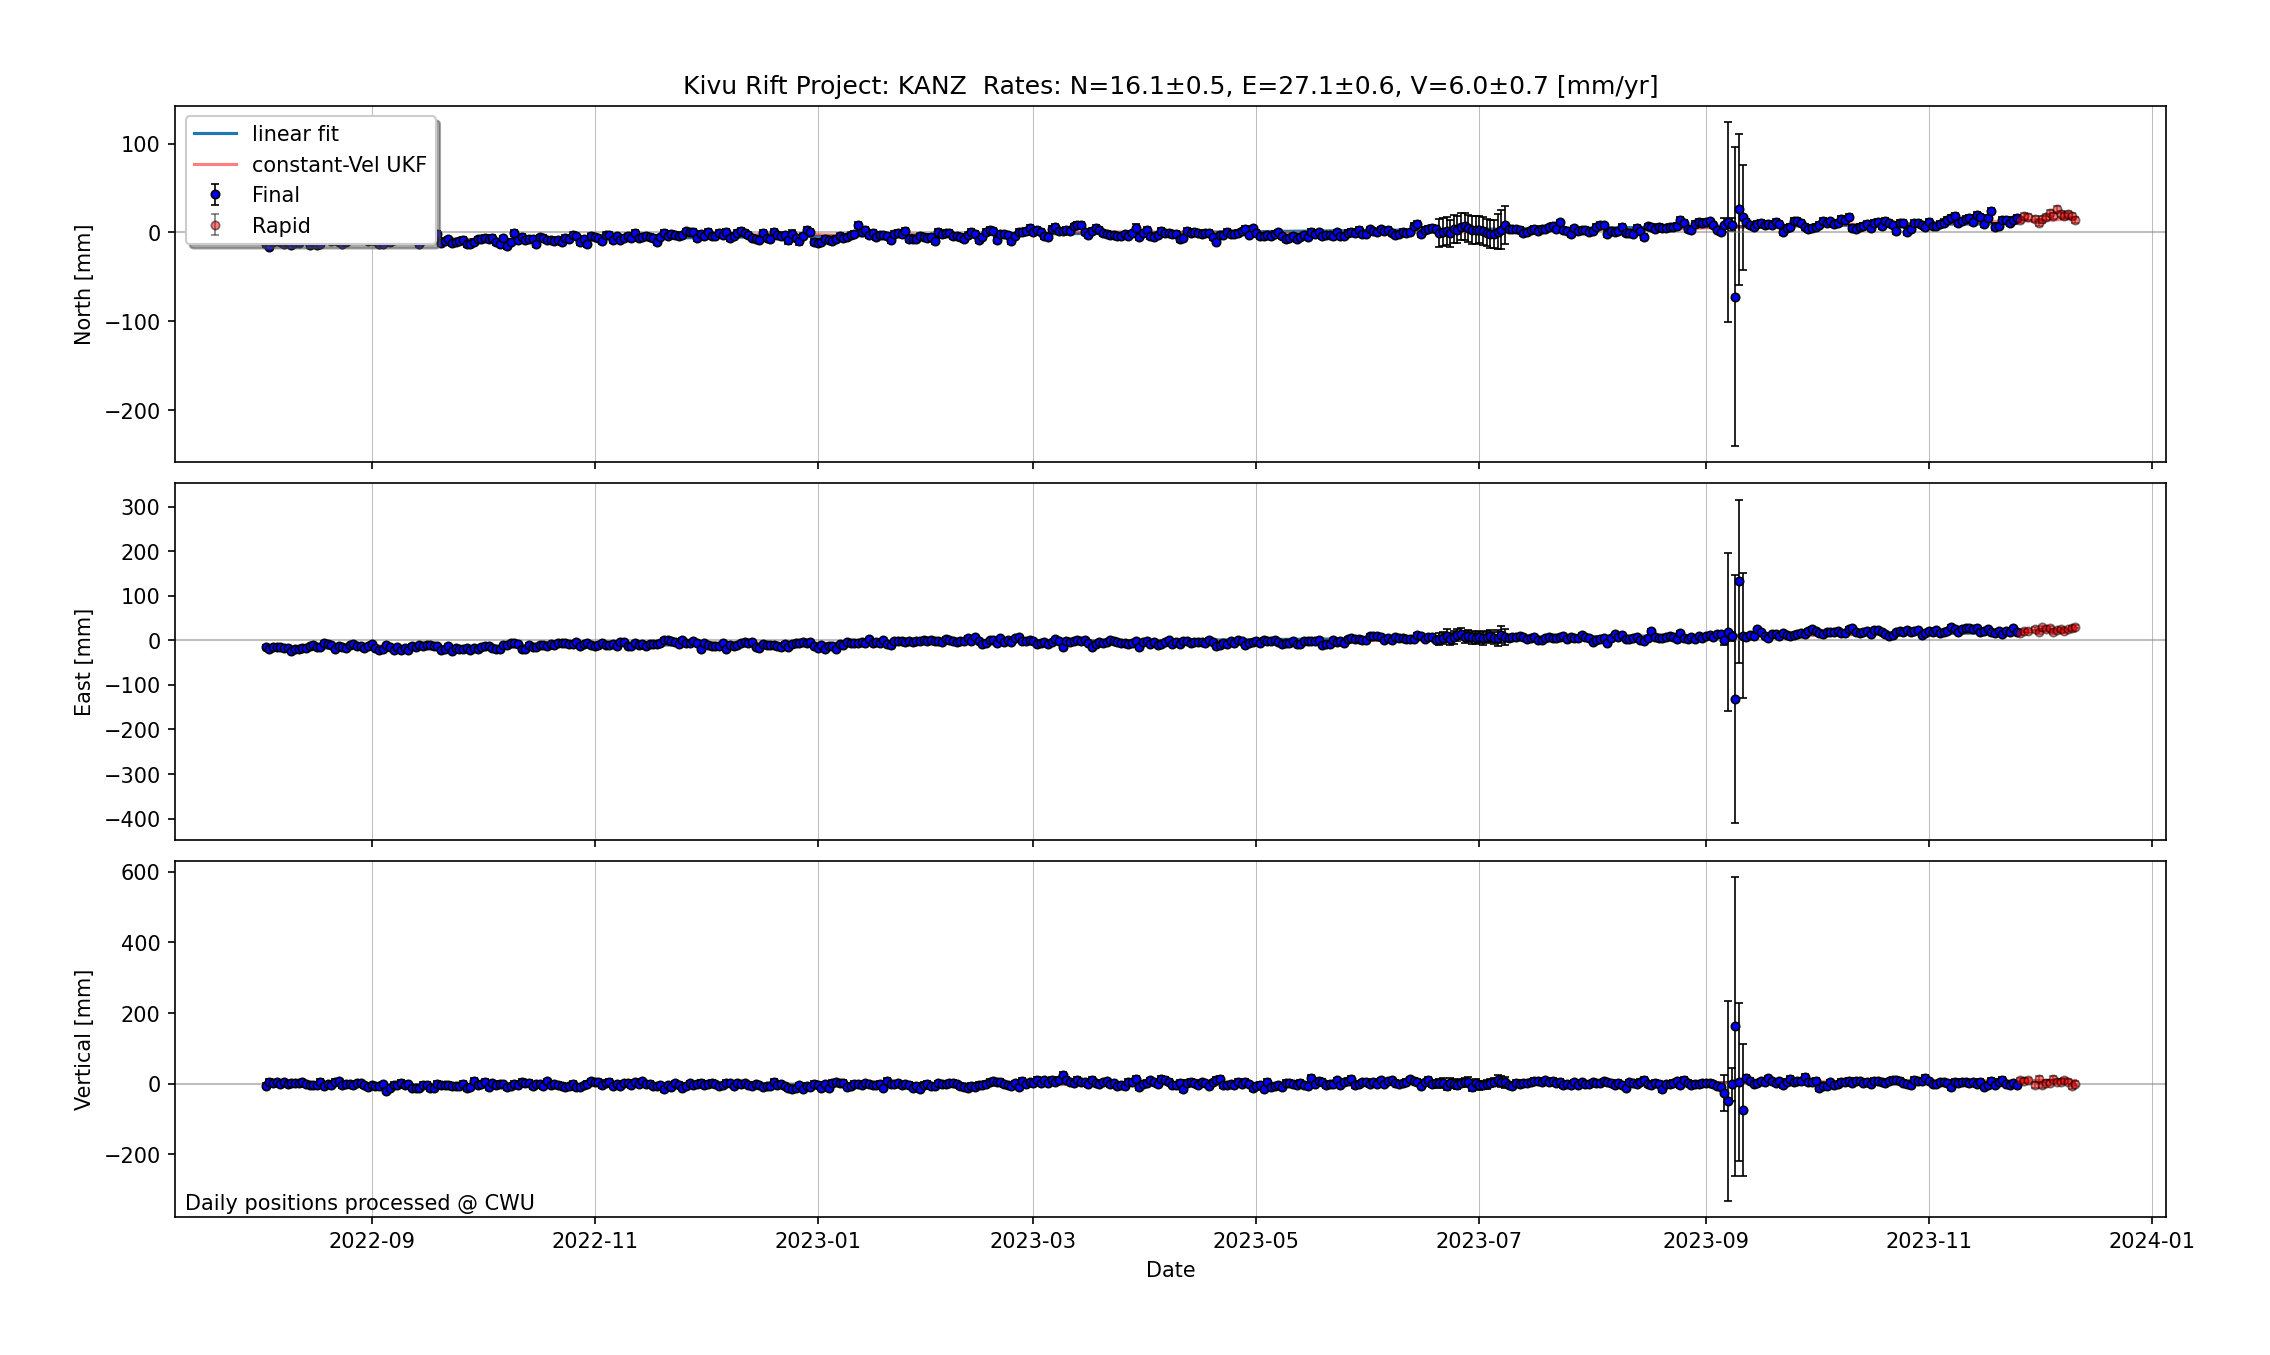 Kivu Rift Project: KANZ  Rates: N=16.1±0.5, E=27.1±0.6, V=6.0±0.7 [mm/yr]
linear fit
constant-Vel UKF
Final
Rapid
North [mm]
100
0
−100
−200
East [mm]
300
200
100
0
−100
−200
−300
−400
Vertical [mm]
600
400
200
0
−200
Daily positions processed @ CWU
2022-09 2022-11 2023-01 2023-03 2023-05 2023-07 2023-09 2023-11 2024-01
Date